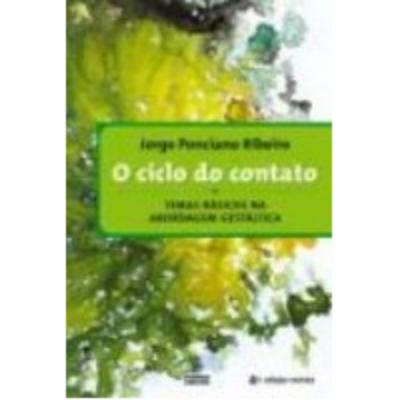 Jorge Ponciano Ribeiro
O ciclo do contato
TEMAS BÁSICOS NA
ABORDAGEM GESTÁLTICA